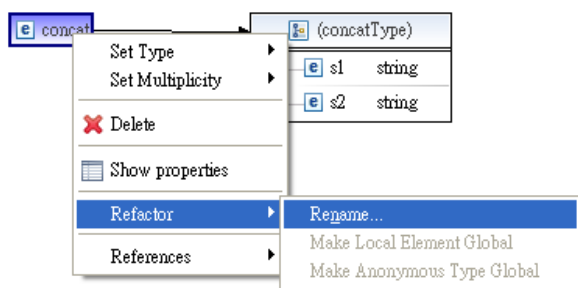 e concat
(concatType)
e s1 string
e s2 string
Set Type
Set Multiplicity
Delete
Show properties
Refactor
References
Rename...
Make Local Element Global
Make Anonymous Type Global